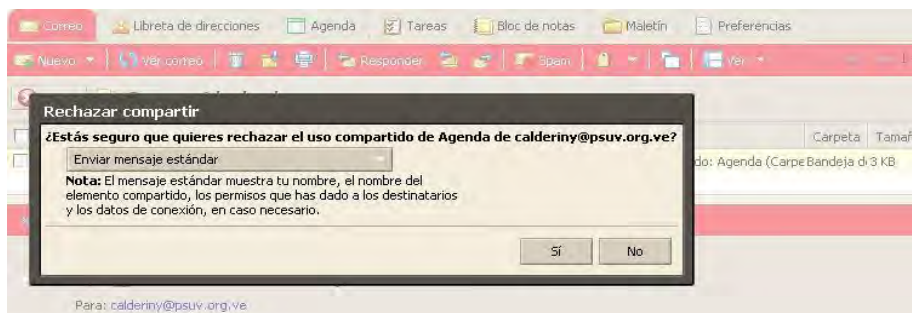 Correo Libreta de direcciones Agenda Tareas Bloc de notas Maletín Preferencias
Nuevo Ver correo Responder Spam Ver
Rechazar compartir
¿Estás seguro que quieres rechazar el uso compartido de Agenda de calderiny@psuv.org.ve?
Carpeta Tamañ
Enviar mensaje estándar
do: Agenda (Carpe Bandeja de 3 KB
Nota: El mensaje estándar muestra tu nombre, el nombre del
elemento compartido, los permisos que has dado a los destinatarios
y los datos de conexión, en caso necesario.
Sí No
Para: calderiny@psuv.org.ve